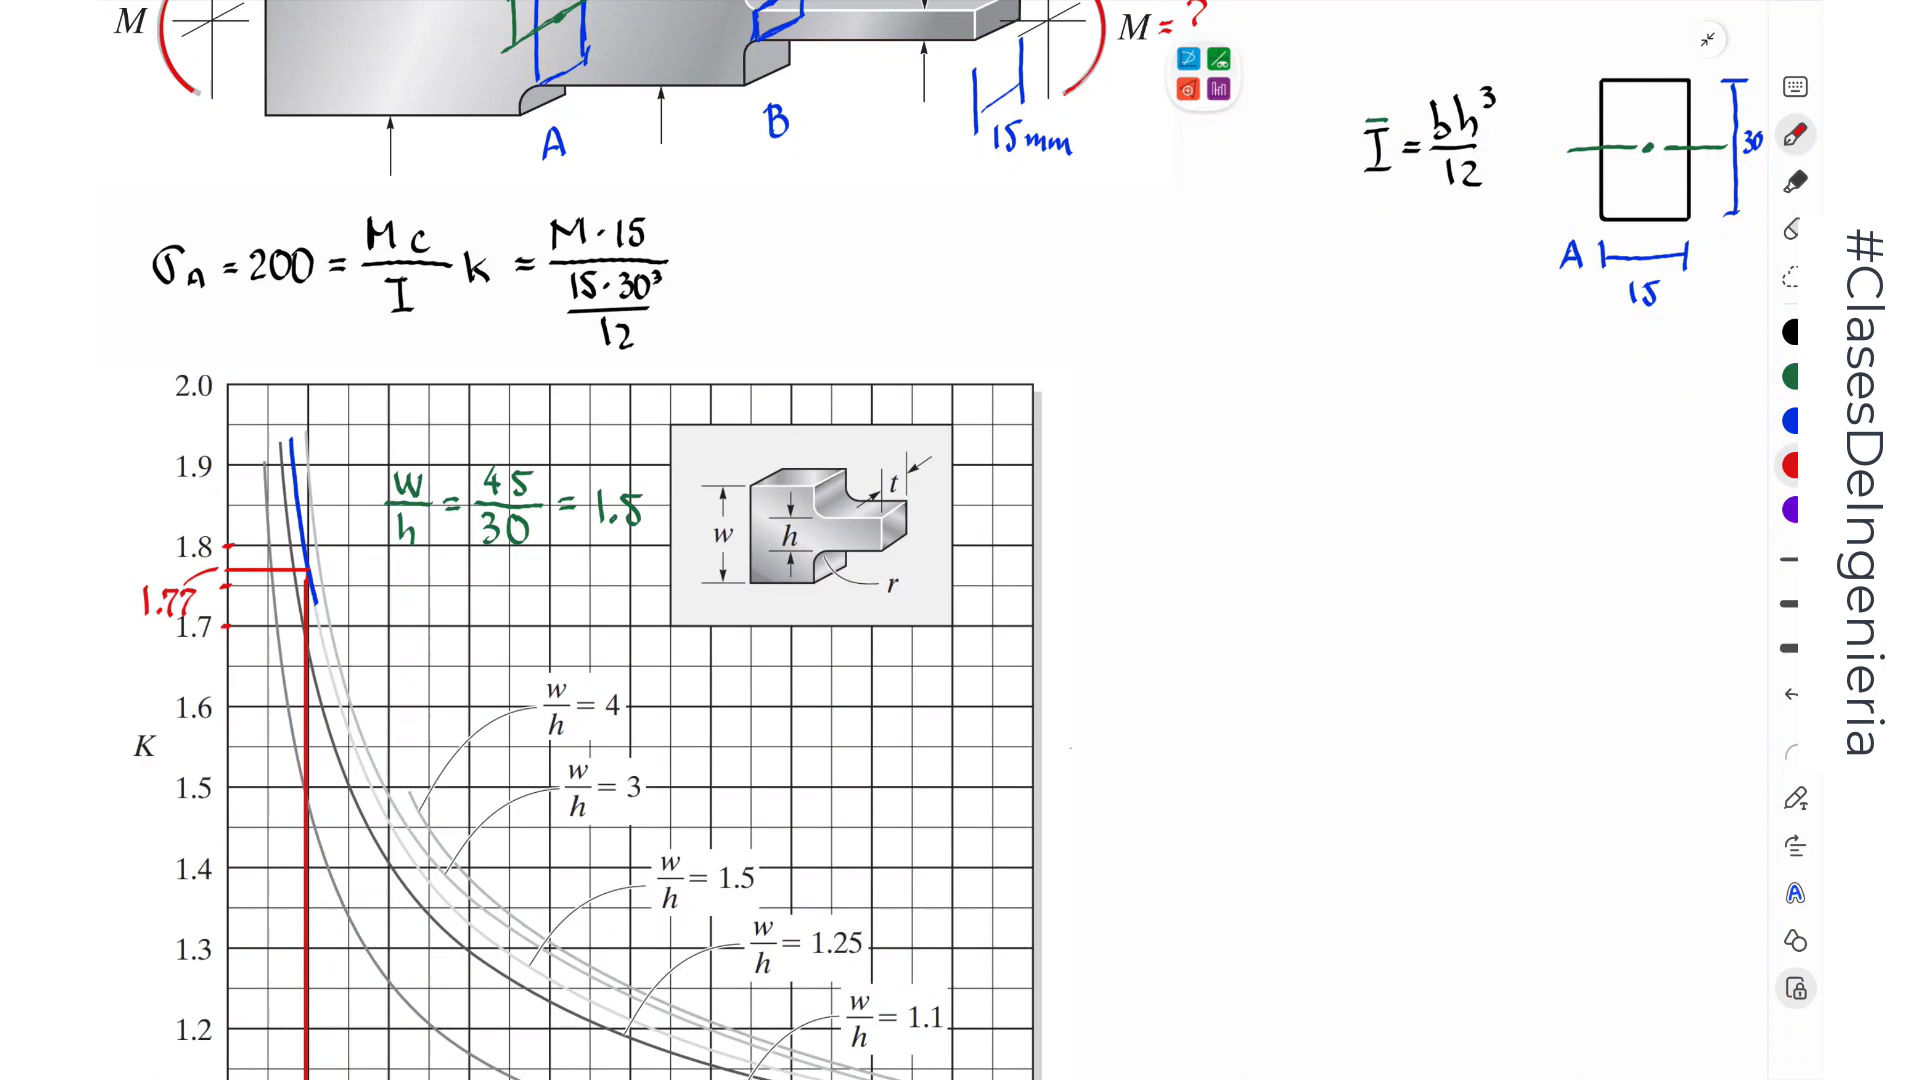 M
M = ?
A
B
15mm
I = bh³/12
30
A
15
σA = 200 = Mc/I k = M·15 / (15·30³/12)
2.0
1.9
1.8
1.77
1.7
1.6
K
1.5
1.4
1.3
1.2
w/h = 45/30 = 1.5
w
h
t
r
w/h = 4
w/h = 3
w/h = 1.5
w/h = 1.25
w/h = 1.1
#ClasesDeIngenieria